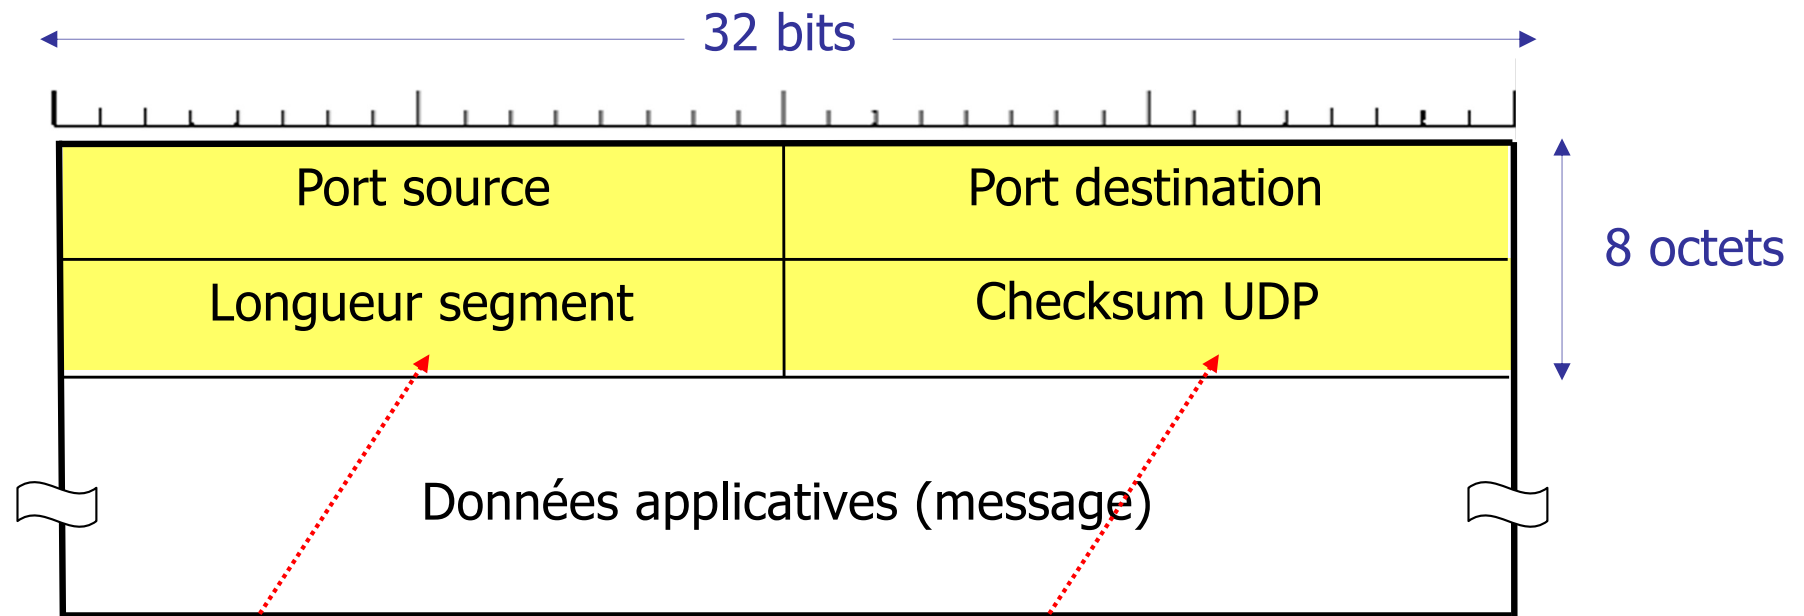 32 bits
Port source
Port destination
8 octets
Longueur segment
Checksum UDP
Données applicatives (message)